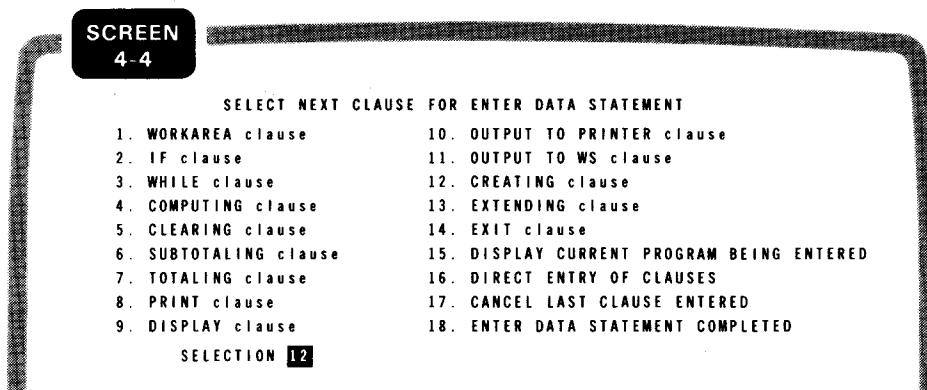 SCREEN
4-4
SELECT NEXT CLAUSE FOR ENTER DATA STATEMENT
1. WORKAREA clause 10. OUTPUT TO PRINTER clause
2. IF clause 11. OUTPUT TO WS clause
3. WHILE clause 12. CREATING clause
4. COMPUTING clause 13. EXTENDING clause
5. CLEARING clause 14. EXIT clause
6. SUBTOTALING clause 15. DISPLAY CURRENT PROGRAM BEING ENTERED
7. TOTALING clause 16. DIRECT ENTRY OF CLAUSES
8. PRINT clause 17. CANCEL LAST CLAUSE ENTERED
9. DISPLAY clause 18. ENTER DATA STATEMENT COMPLETED
SELECTION 12